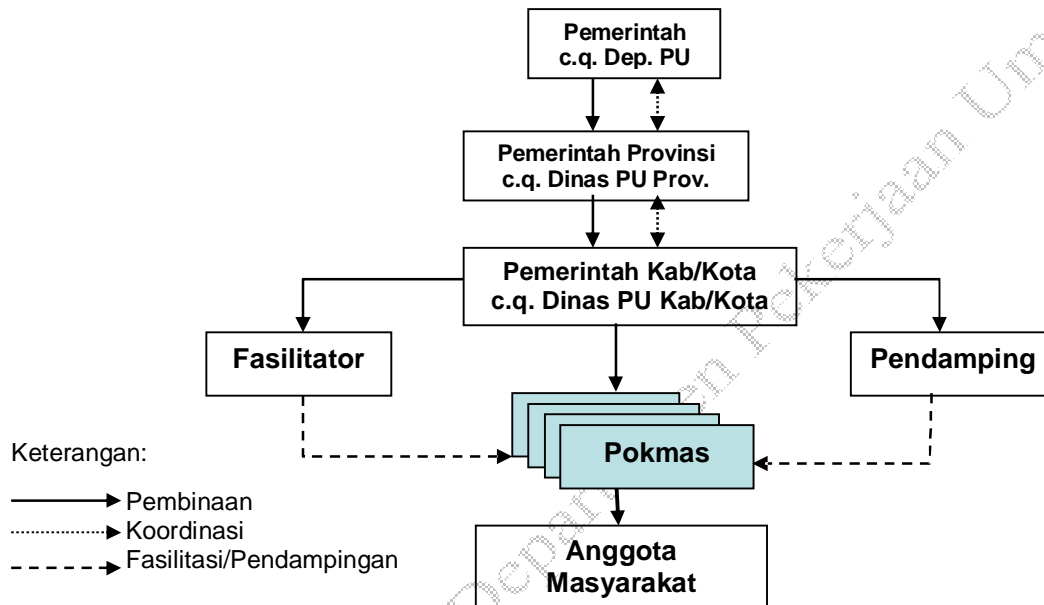 Pemerintah
c.q. Dep. PU
Pemerintah Provinsi
c.q. Dinas PU Prov.
Pemerintah Kab/Kota
c.q. Dinas PU Kab/Kota
Fasilitator
Pendamping
Pokmas
Anggota
Masyarakat
Keterangan:
Pembinaan
Koordinasi
Fasilitasi/Pendampingan
Pekerjaan